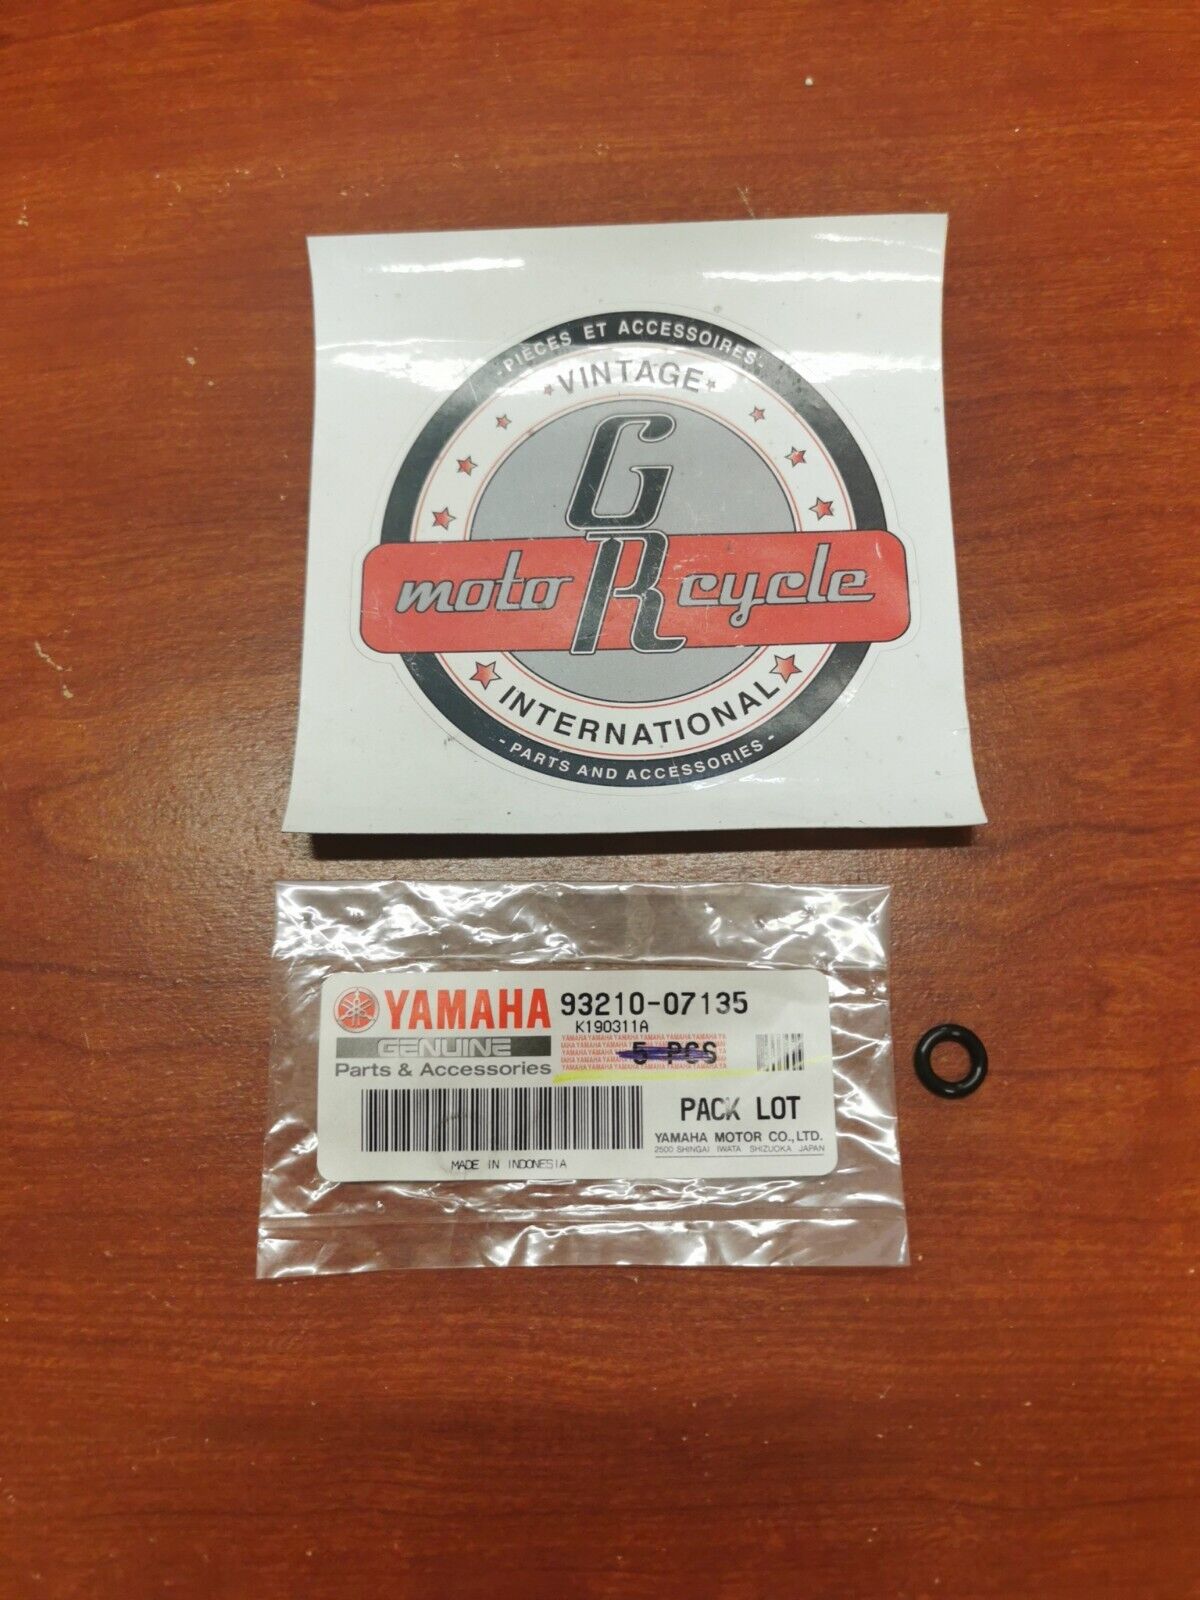 - PIÈCES ET ACCESSOIRES -
VINTAGE
G
moto R cycle
INTERNATIONAL
- PARTS AND ACCESSORIES -
YAMAHA 93210-07135
K190311A
GENUINE
5 PCS
Parts & Accessories
PACK LOT
YAMAHA MOTOR CO., LTD.
2500 SHINGAI IWATA SHIZUOKA JAPAN
MADE IN INDONESIA